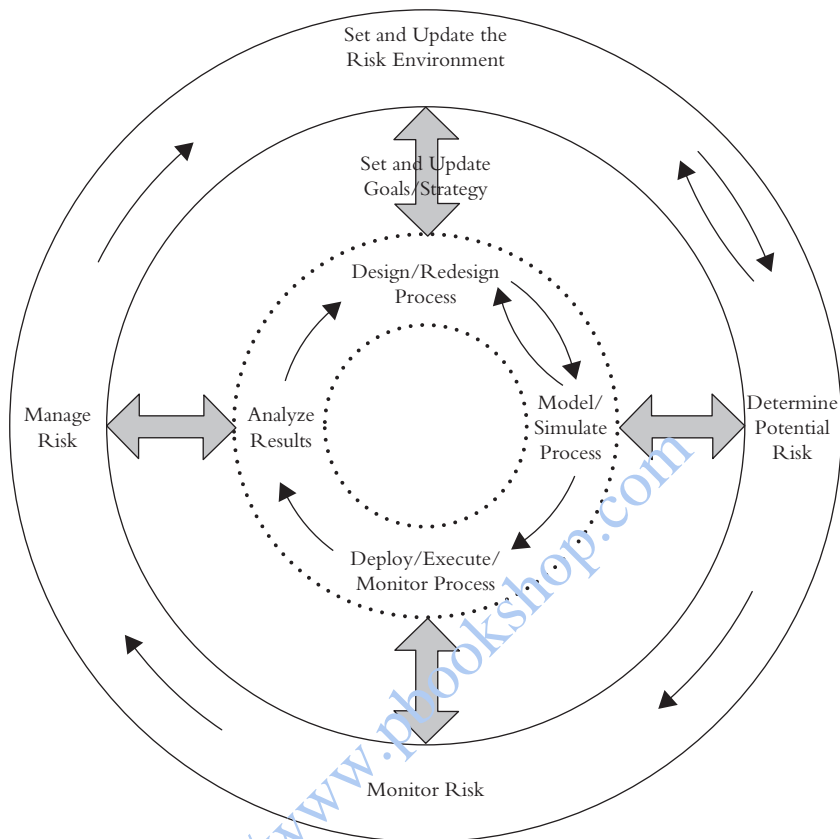 Set and Update the
Risk Environment
Set and Update
Goals/Strategy
Design/Redesign
Process
Manage
Risk
Analyze
Results
Model/
Simulate
Process
Determine
Potential
Risk
Deploy/Execute/
Monitor Process
Monitor Risk
/www.pbookshop.com